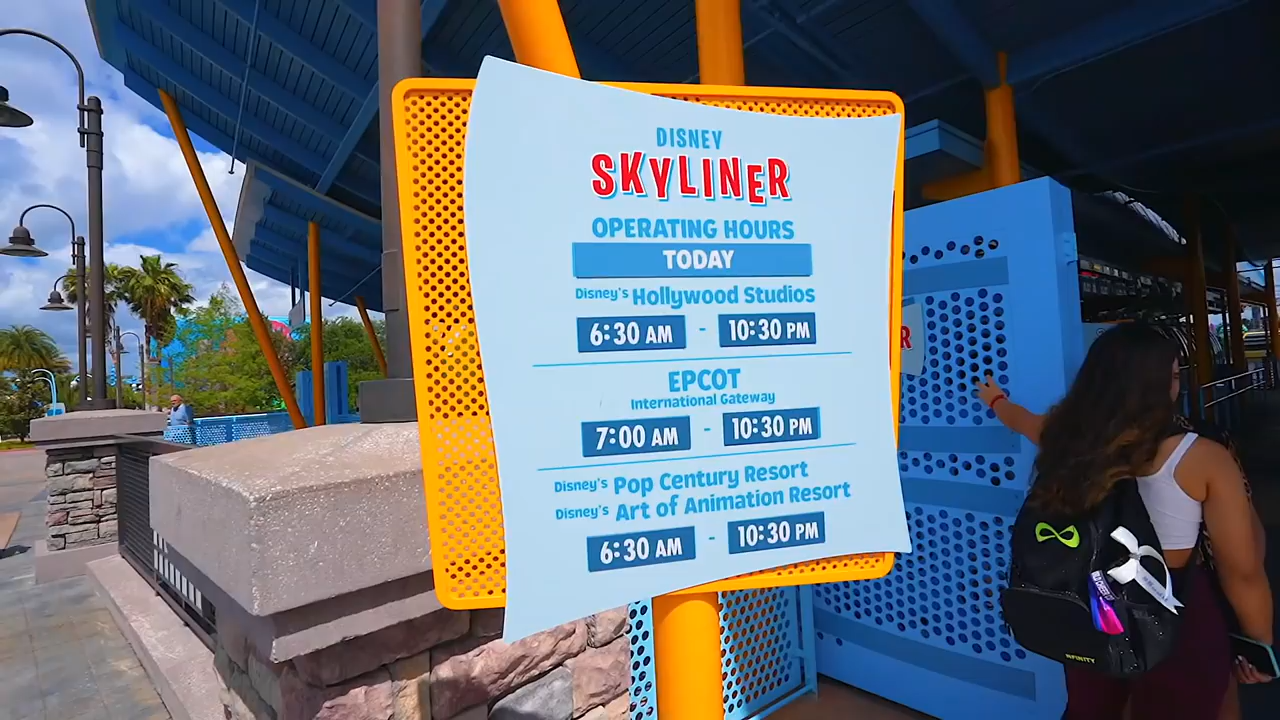 DISNEY
SKYLINER
OPERATING HOURS
TODAY
Disney's Hollywood Studios
6:30 AM - 10:30 PM
EPCOT
International Gateway
7:00 AM - 10:30 PM
Disney's Pop Century Resort
Disney's Art of Animation Resort
6:30 AM - 10:30 PM
R
INFINITY